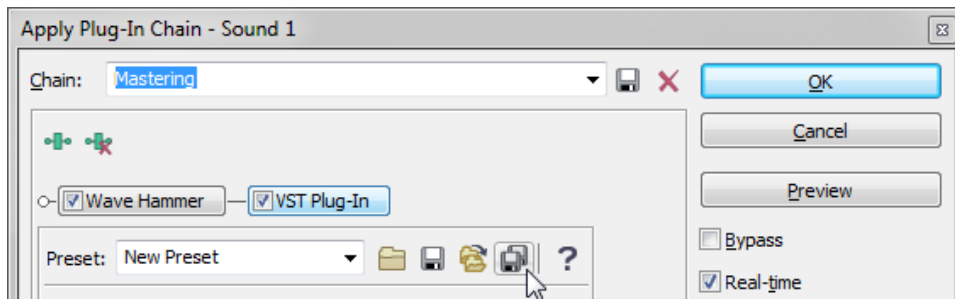 Apply Plug-In Chain - Sound 1
Chain: Mastering
OK
Cancel
Wave Hammer VST Plug-In
Preview
Preset: New Preset ?
Bypass
Real-time